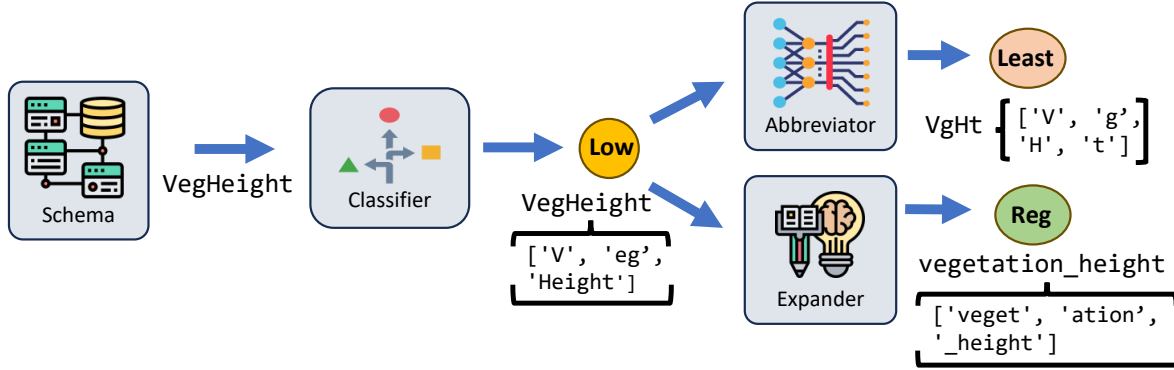 Schema
VegHeight
Classifier
Low
VegHeight
['V', 'eg’,
'Height']
Abbreviator
Least
VgHt
['V', 'g’,
'H', 't']
Expander
Reg
vegetation_height
['veget', 'ation’,
'_height']